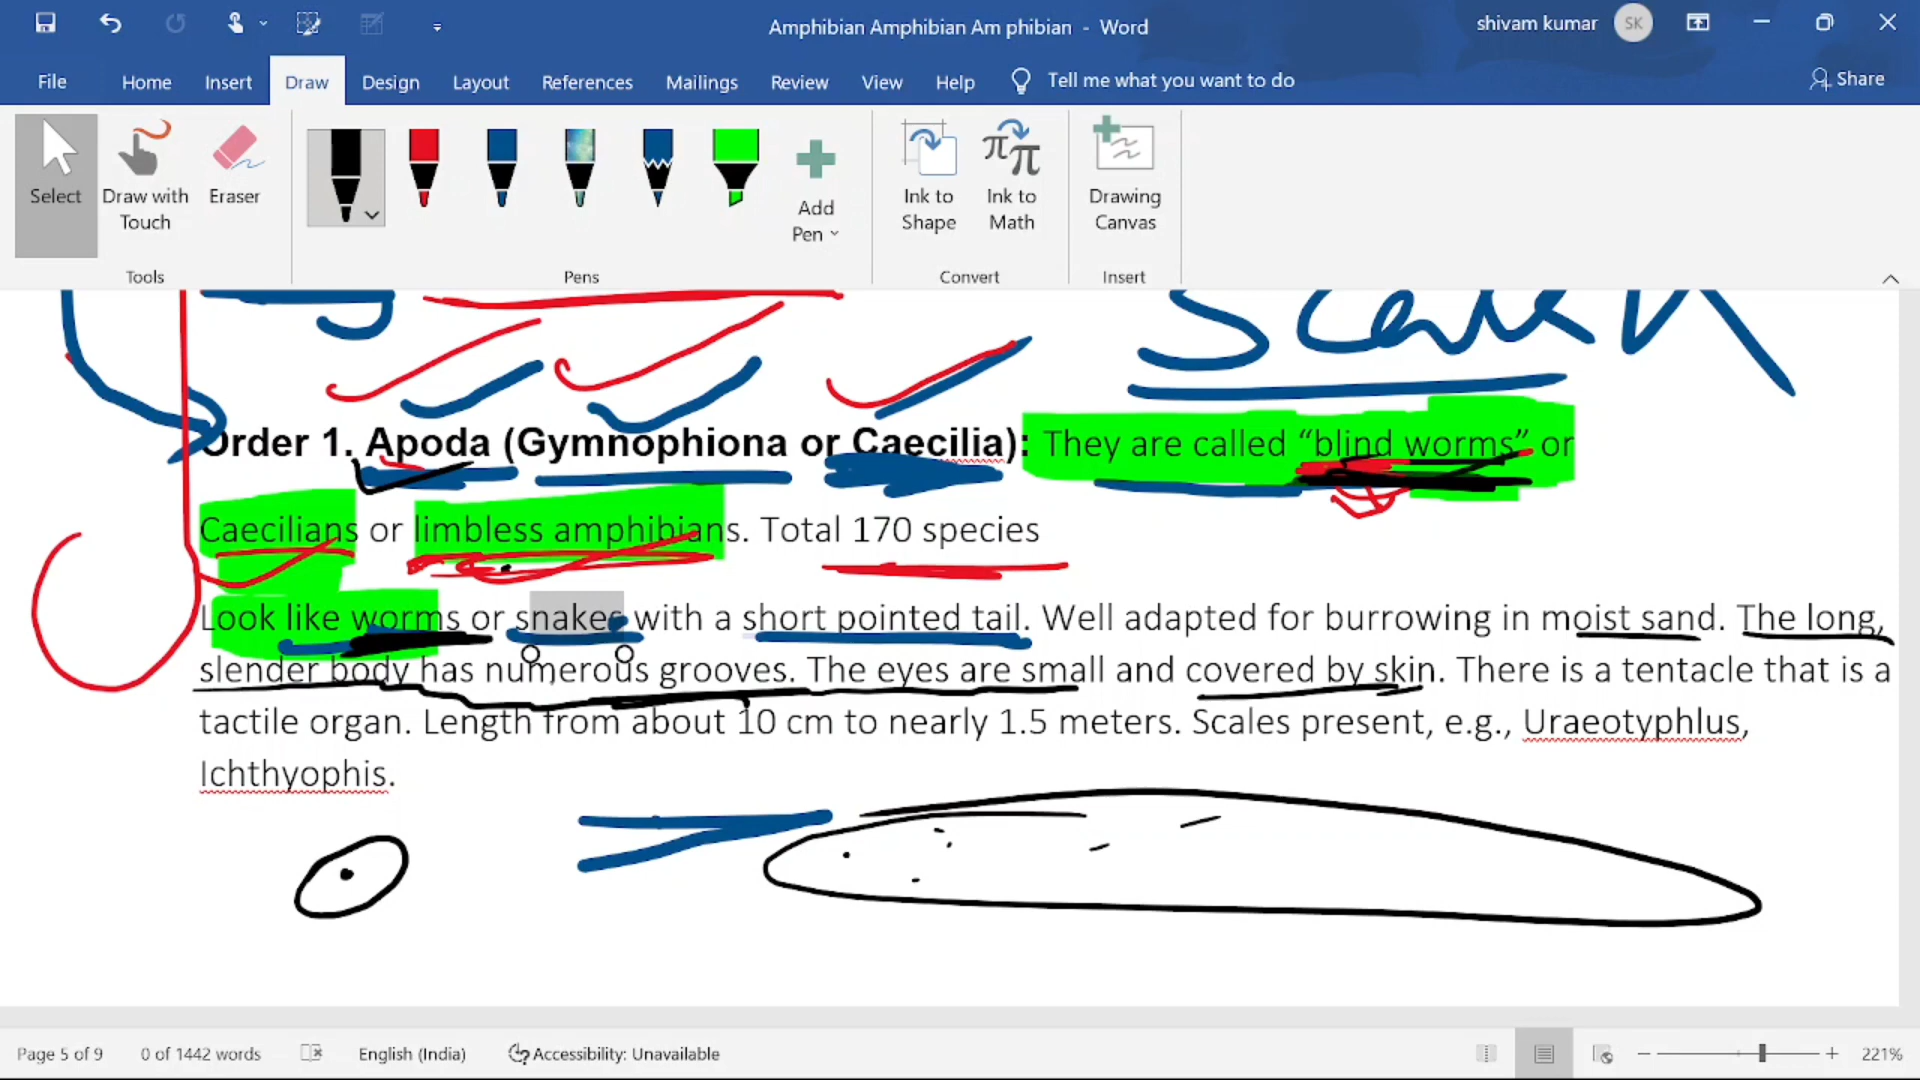 Amphibian Amphibian Am phibian - Word
shivam kumar
SK
File
Home
Insert
Draw
Design
Layout
References
Mailings
Review
View
Help
Tell me what you want to do
Share
Select
Draw with
Touch
Eraser
Add
Pen
Ink to
Shape
Ink to
Math
Drawing
Canvas
Tools
Pens
Convert
Insert
Order 1. Apoda (Gymnophiona or Caecilia): They are called “blind worms” or
Caecilians or limbless amphibians. Total 170 species
Look like worms or snakes with a short pointed tail. Well adapted for burrowing in moist sand. The long,
slender body has numerous grooves. The eyes are small and covered by skin. There is a tentacle that is a
tactile organ. Length from about 10 cm to nearly 1.5 meters. Scales present, e.g., Uraeotyphlus,
Ichthyophis.
Page 5 of 9
0 of 1442 words
English (India)
Accessibility: Unavailable
221%